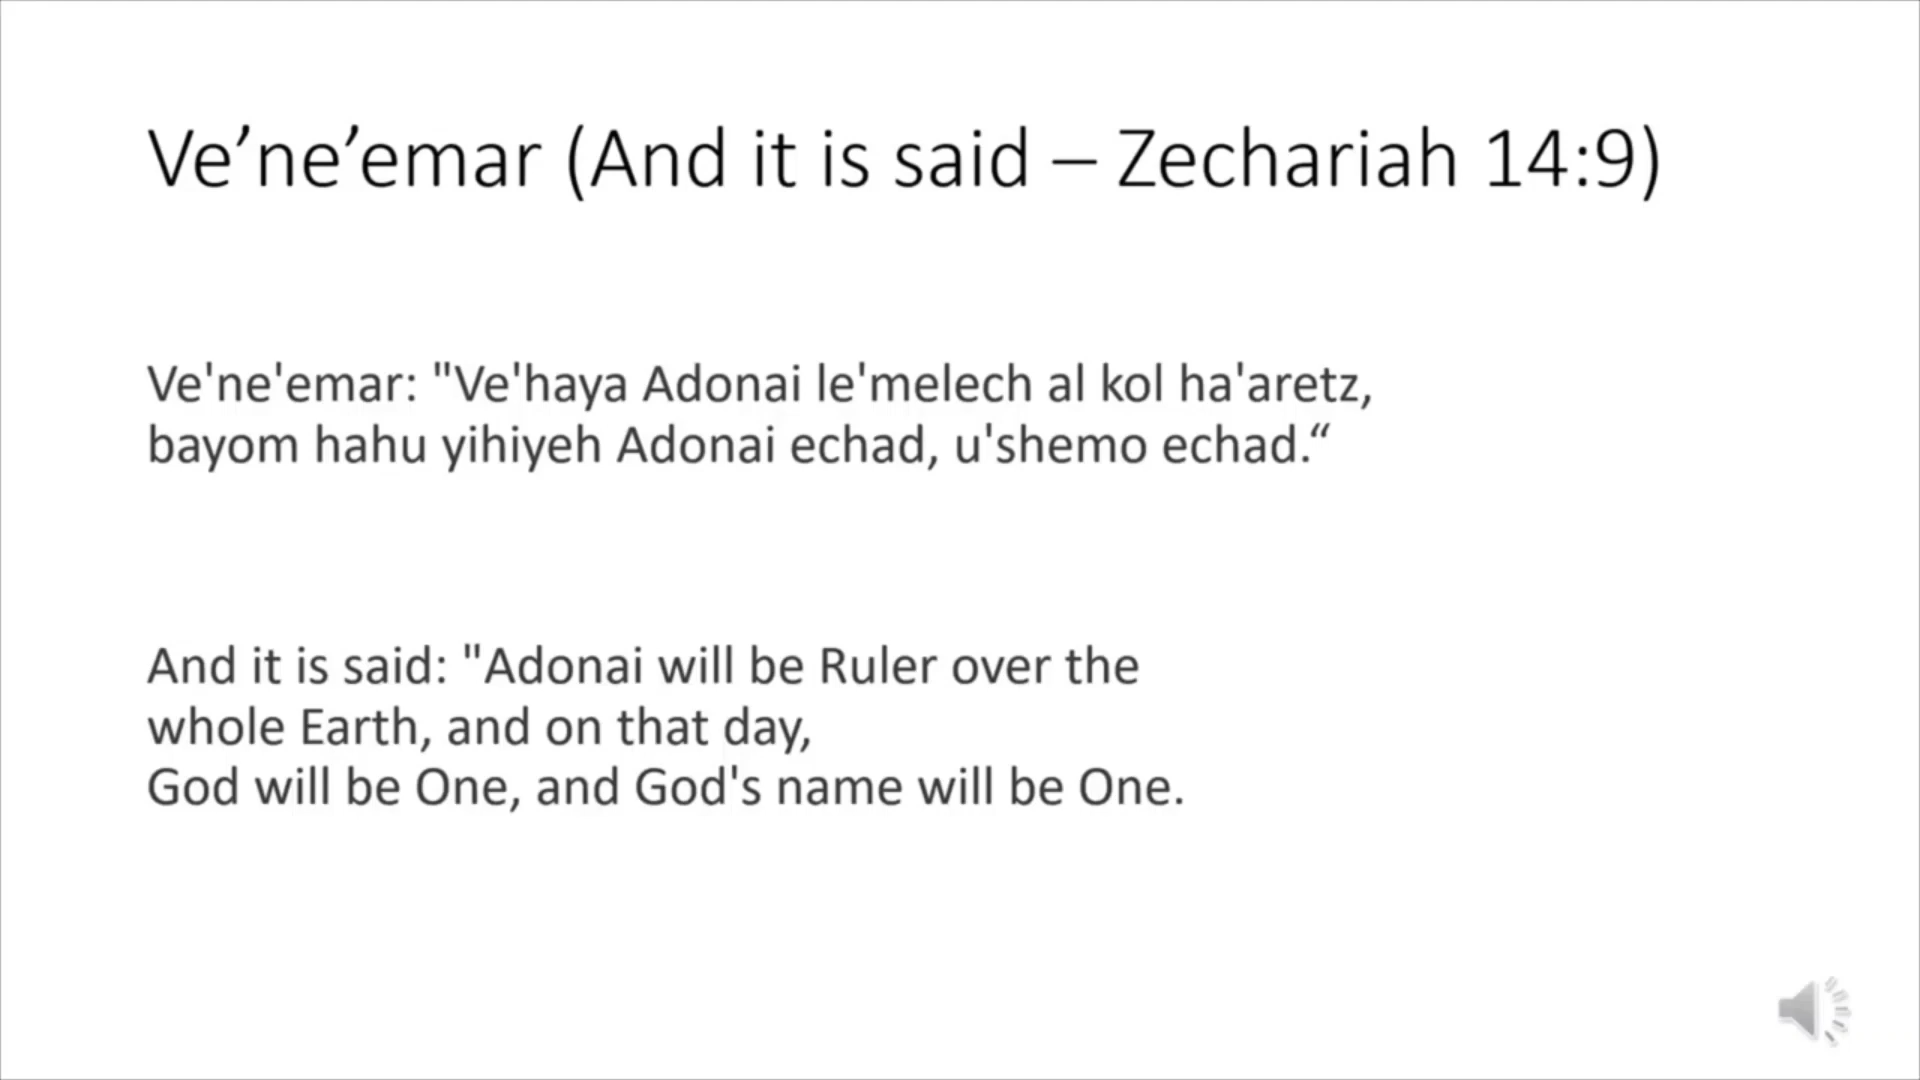 Ve’ne’emar (And it is said – Zechariah 14:9)
Ve'ne'emar: "Ve'haya Adonai le'melech al kol ha'aretz,
bayom hahu yihiyeh Adonai echad, u'shemo echad.“
And it is said: "Adonai will be Ruler over the
whole Earth, and on that day,
God will be One, and God's name will be One.